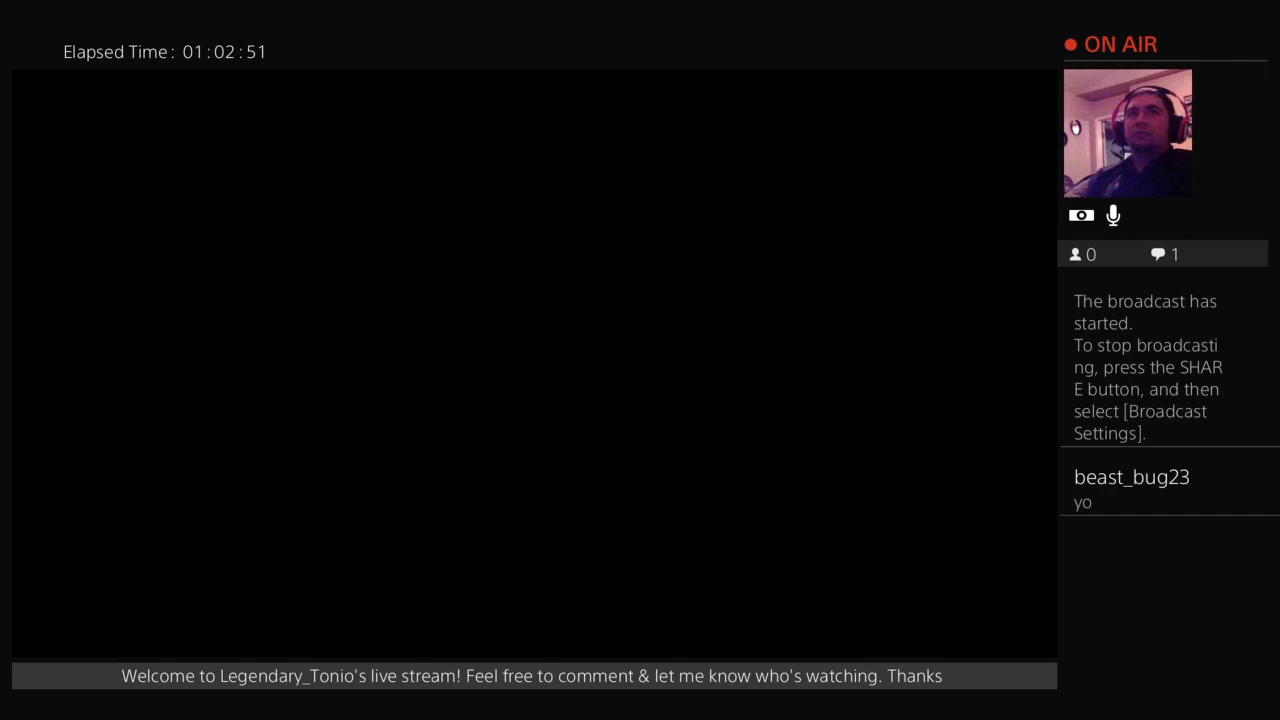 Elapsed Time: 01:02:51
ON AIR
0 1
The broadcast has
started.
To stop broadcasti
ng, press the SHAR
E button, and then
select [Broadcast
Settings].
beast_bug23
yo
Welcome to Legendary_Tonio's live stream! Feel free to comment & let me know who's watching. Thanks